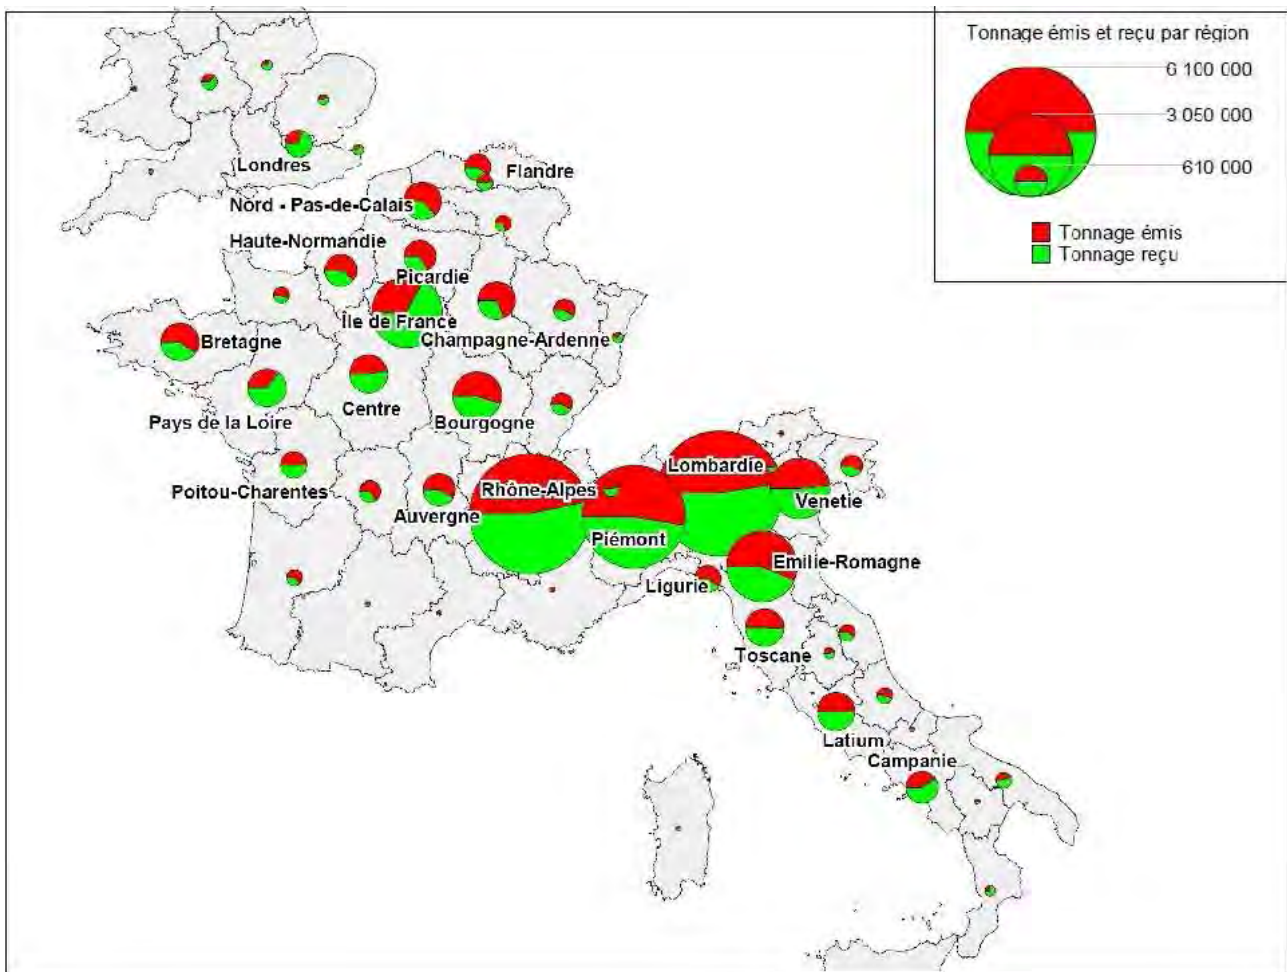 Tonnage émis et reçu par région
6 100 000
3 050 000
610 000
Tonnage émis
Tonnage reçu
Londres
Flandre
Nord - Pas-de-Calais
Haute-Normandie
Picardie
Île de France
Champagne-Ardenne
Bretagne
Centre
Pays de la Loire
Bourgogne
Lombardie
Rhône-Alpes
Poitou-Charentes
Venetie
Auvergne
Piémont
Emilie-Romagne
Ligurie
Toscane
Latium
Campanie